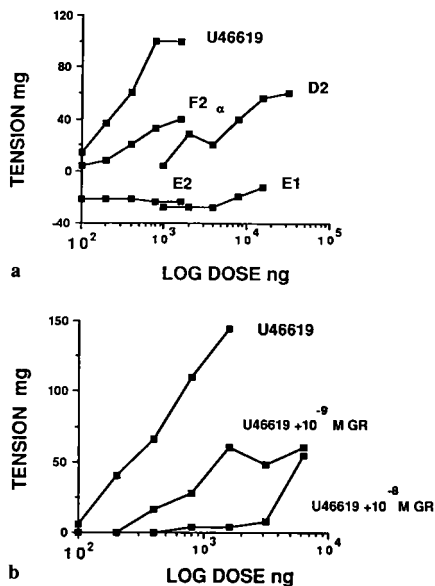 120
80
40
0
-40
TENSION mg
U46619
F2 α
D2
E2
E1
10² 10³ 10⁴ 10⁵
a
LOG DOSE ng
150
100
50
0
TENSION mg
U46619
U46619 +10⁻⁹ M GR
U46619 +10⁻⁸ M GR
10² 10³ 10⁴
b
LOG DOSE ng